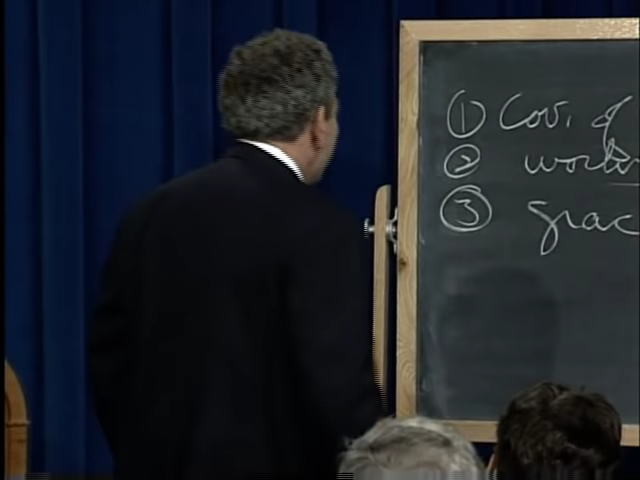 ① Cov. of
② works
③ grac